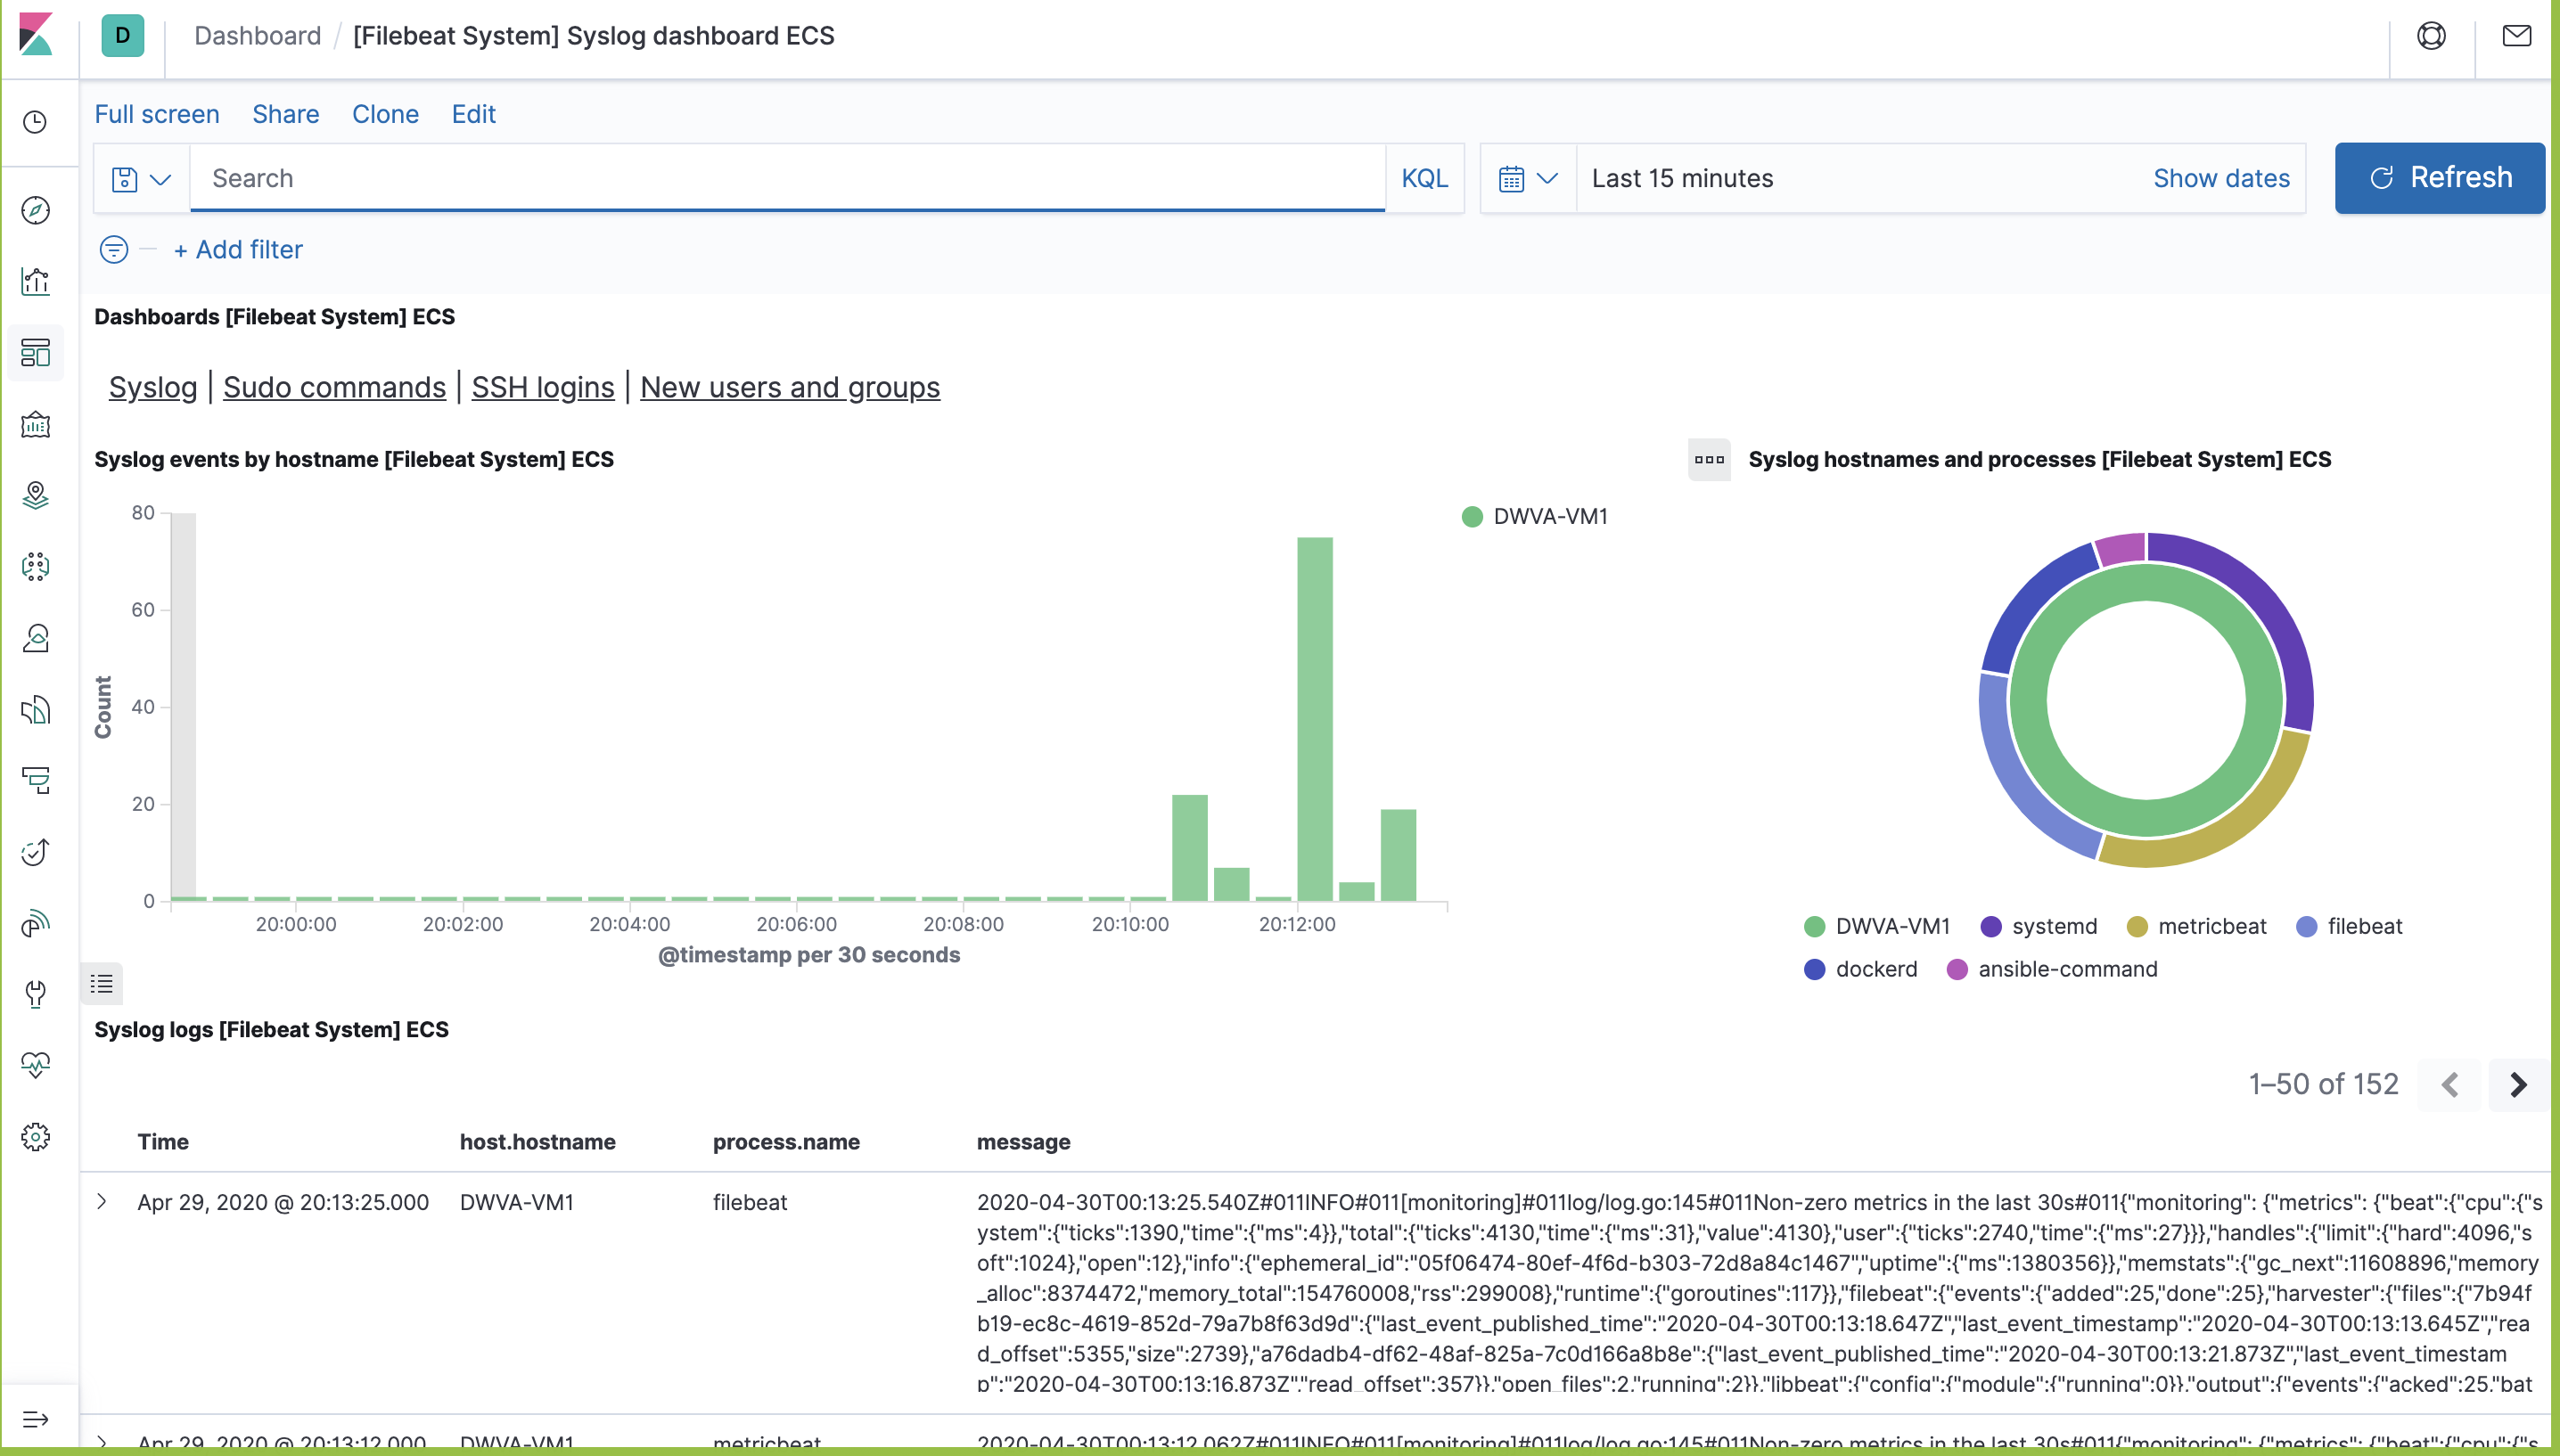 D Dashboard / [Filebeat System] Syslog dashboard ECS
Full screen Share Clone Edit
Search KQL Last 15 minutes Show dates Refresh
+ Add filter
Dashboards [Filebeat System] ECS
Syslog | Sudo commands | SSH logins | New users and groups
Syslog events by hostname [Filebeat System] ECS
80
60
40
20
0
Count
20:00:00 20:02:00 20:04:00 20:06:00 20:08:00 20:10:00 20:12:00
@timestamp per 30 seconds
DWVA-VM1
Syslog hostnames and processes [Filebeat System] ECS
DWVA-VM1 systemd metricbeat filebeat
dockerd ansible-command
Syslog logs [Filebeat System] ECS
1–50 of 152
Time host.hostname process.name message
Apr 29, 2020 @ 20:13:25.000 DWVA-VM1 filebeat 2020-04-30T00:13:25.540Z#011INFO#011[monitoring]#011log/log.go:145#011Non-zero metrics in the last 30s#011{"monitoring": {"metrics": {"beat":{"cpu":{"s
ystem":{"ticks":1390,"time":{"ms":4}},"total":{"ticks":4130,"time":{"ms":31},"value":4130},"user":{"ticks":2740,"time":{"ms":27}}},"handles":{"limit":{"hard":4096,"s
oft":1024},"open":12},"info":{"ephemeral_id":"05f06474-80ef-4f6d-b303-72d8a84c1467","uptime":{"ms":1380356}},"memstats":{"gc_next":11608896,"memory
_alloc":8374472,"memory_total":154760008,"rss":299008},"runtime":{"goroutines":117}},"filebeat":{"events":{"added":25,"done":25},"harvester":{"files":{"7b94f
b19-ec8c-4619-852d-79a7b8f63d9d":{"last_event_published_time":"2020-04-30T00:13:18.647Z","last_event_timestamp":"2020-04-30T00:13:13.645Z","rea
d_offset":5355,"size":2739},"a76dadb4-df62-48af-825a-7c0d166a8b8e":{"last_event_published_time":"2020-04-30T00:13:21.873Z","last_event_timestam
p":"2020-04-30T00:13:16.873Z","read_offset":357}},"open_files":2,"running":2}},"libbeat":{"config":{"module":{"running":0}},"output":{"events":{"acked":25,"bat
Apr 29, 2020 @ 20:13:12.000 DWVA-VM1 metricbeat 2020-04-30T00:13:12.062Z#011INFO#011[monitoring]#011log/log.go:145#011Non-zero metrics in the last 30s#011{"monitoring": {"metrics": {"beat":{"cpu":{"s